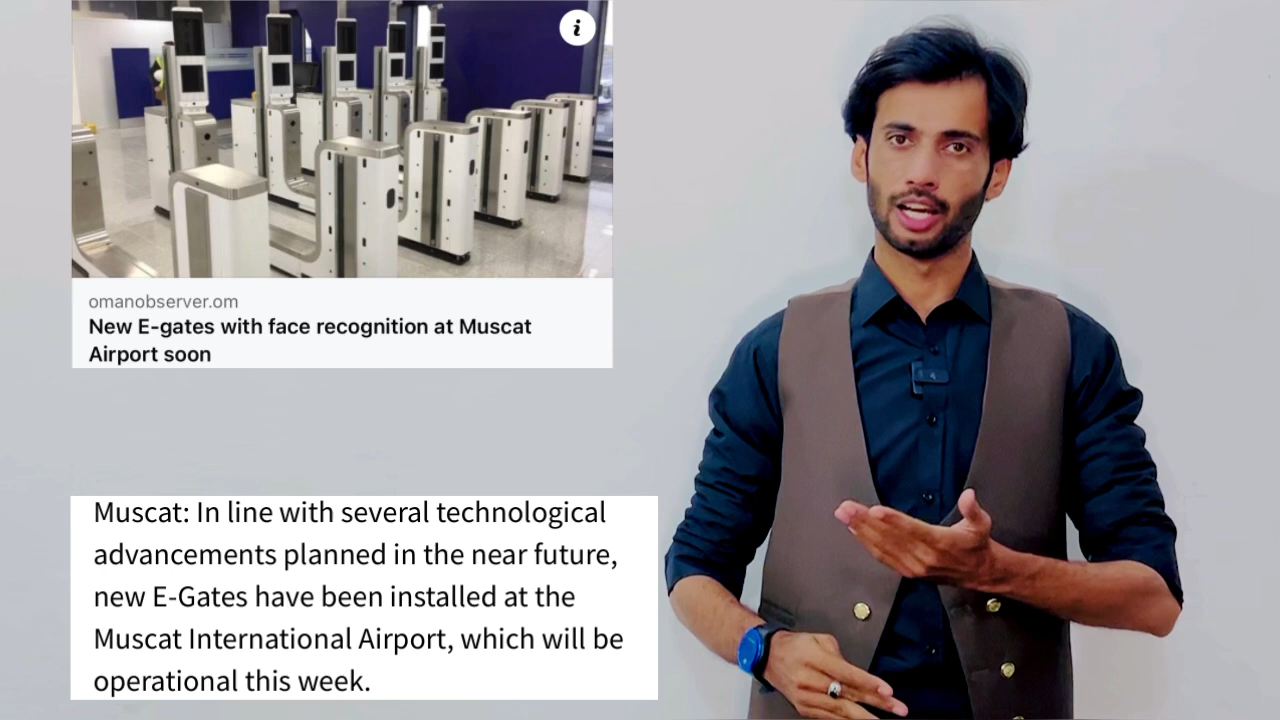 omanobserver.om
New E-gates with face recognition at Muscat
Airport soon
Muscat: In line with several technological
advancements planned in the near future,
new E-Gates have been installed at the
Muscat International Airport, which will be
operational this week.